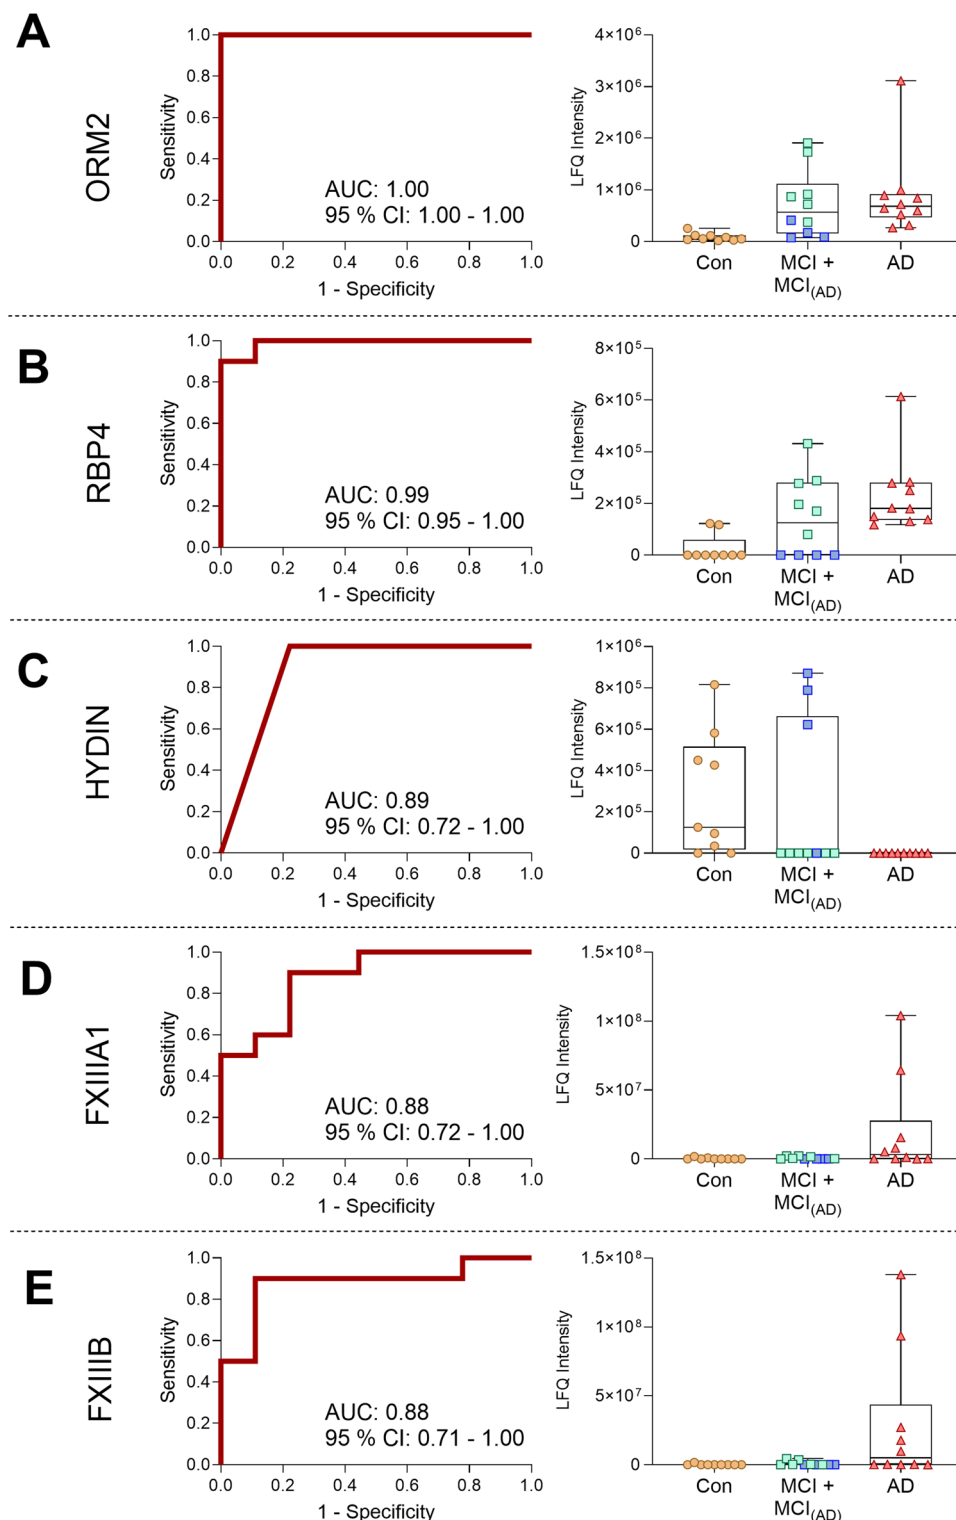 A
ORM2
Sensitivity
1.0
0.8
0.6
0.4
0.2
0.0
AUC: 1.00
95 % CI: 1.00 - 1.00
0.0 0.2 0.4 0.6 0.8 1.0
1 - Specificity
LFQ Intensity
4×10⁶
3×10⁶
2×10⁶
1×10⁶
0
Con MCI + AD
MCI(AD)
B
RBP4
Sensitivity
1.0
0.8
0.6
0.4
0.2
0.0
AUC: 0.99
95 % CI: 0.95 - 1.00
0.0 0.2 0.4 0.6 0.8 1.0
1 - Specificity
LFQ Intensity
8×10⁵
6×10⁵
4×10⁵
2×10⁵
0
Con MCI + AD
MCI(AD)
C
HYDIN
Sensitivity
1.0
0.8
0.6
0.4
0.2
0.0
AUC: 0.89
95 % CI: 0.72 - 1.00
0.0 0.2 0.4 0.6 0.8 1.0
1 - Specificity
LFQ Intensity
1×10⁶
8×10⁵
6×10⁵
4×10⁵
2×10⁵
0
Con MCI + AD
MCI(AD)
D
FXIIIA1
Sensitivity
1.0
0.8
0.6
0.4
0.2
0.0
AUC: 0.88
95 % CI: 0.72 - 1.00
0.0 0.2 0.4 0.6 0.8 1.0
1 - Specificity
LFQ Intensity
1.5×10⁸
1×10⁸
5×10⁷
0
Con MCI + AD
MCI(AD)
E
FXIIIB
Sensitivity
1.0
0.8
0.6
0.4
0.2
0.0
AUC: 0.88
95 % CI: 0.71 - 1.00
0.0 0.2 0.4 0.6 0.8 1.0
1 - Specificity
LFQ Intensity
1.5×10⁸
1×10⁸
5×10⁷
0
Con MCI + AD
MCI(AD)